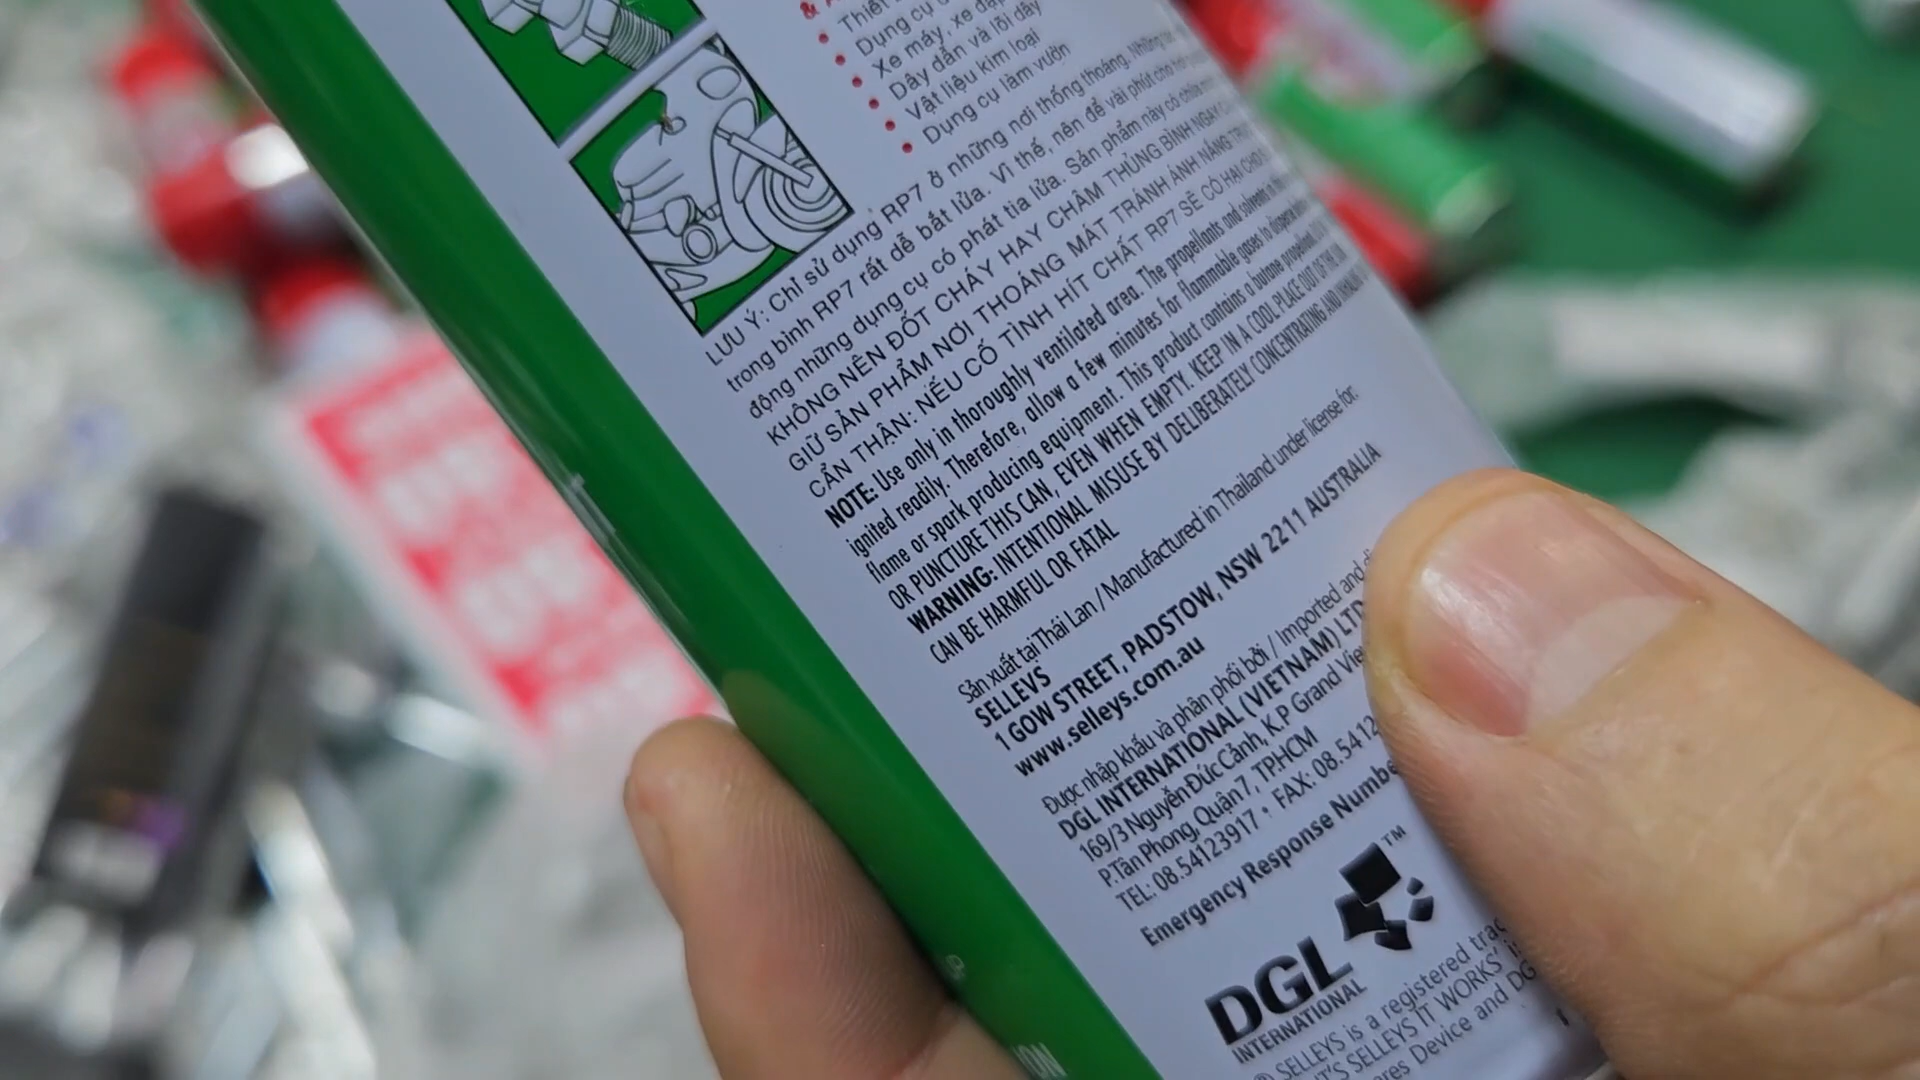 &
Thiết
Dụng cụ
Xe máy, xe đạp
Dây dẫn và lõi dây
Vật liệu kim loại
Dụng cụ làm vườn
LƯU Ý: Chỉ sử dụng RP7 ở những nơi thống thoáng. Những
trong bình RP7 rất dễ bắt lửa. Vì thế, nên để vài phút cho
động những dụng cụ có phát tia lửa. Sản phẩm này có chứa
KHÔNG NÊN ĐỐT CHÁY HAY CHÂM THỦNG BÌNH NGAY
GIỮ SẢN PHẨM NƠI THOÁNG MÁT TRÁNH ÁNH NẮNG
CẨN THẬN: NẾU CỐ TÌNH HÍT CHẤT RP7 SẼ CÓ HẠI CHO
NOTE: Use only in thoroughly ventilated area. The propellants and solvents in
ignited readily. Therefore, allow a few minutes for flammable gases to disperse
flame or spark producing equipment. This product contains a butane propellant.
OR PUNCTURE THIS CAN, EVEN WHEN EMPTY. KEEP IN A COOL PLACE OUT OF THE
WARNING: INTENTIONAL MISUSE BY DELIBERATELY CONCENTRATING AND
CAN BE HARMFUL OR FATAL
Sản xuất tại Thái Lan / Manufactured in Thailand under license for:
SELLEYS
1 GOW STREET, PADSTOW, NSW 2211 AUSTRALIA
www.selleys.com.au
Được nhập khẩu và phân phối bởi / Imported and
DGL INTERNATIONAL (VIETNAM) LTD
169/3 Nguyễn Đức Cảnh, K.P Grand
P.Tân Phong, Quận 7, TP.HCM
TEL: 08.54123917 * FAX: 08.5412
Emergency Response Number
DGL ™
INTERNATIONAL
® SELLEYS is a registered
IT'S SELLEYS IT WORKS'
Device and